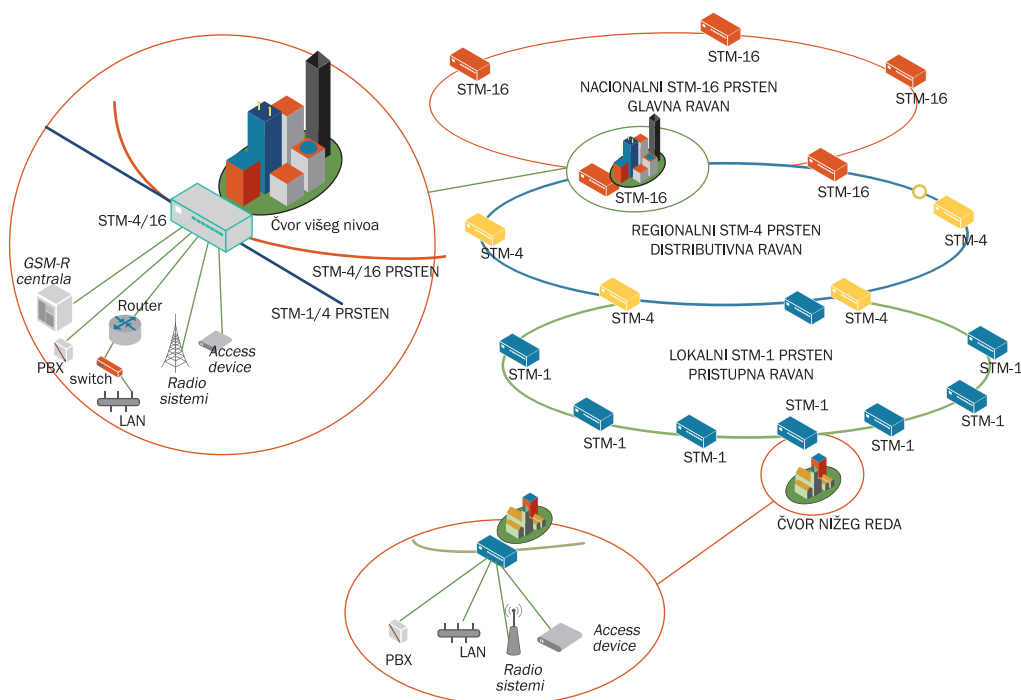 STM-16
STM-16
STM-16
NACIONALNI STM-16 PRSTEN
GLAVNA RAVAN
STM-16
STM-16
REGIONALNI STM-4 PRSTEN
DISTRIBUTIVNA RAVAN
STM-4
STM-4
STM-4
STM-4
LOKALNI STM-1 PRSTEN
PRISTUPNA RAVAN
STM-1
STM-1
STM-1
STM-1
STM-1
STM-1
STM-1
ČVOR NIŽEG REDA
STM-4/16
Čvor višeg nivoa
STM-4/16 PRSTEN
STM-1/4 PRSTEN
GSM-R
centrala
Router
PBX
switch
LAN
Radio
sistemi
Access
device
PBX
LAN
Radio
sistemi
Access
device